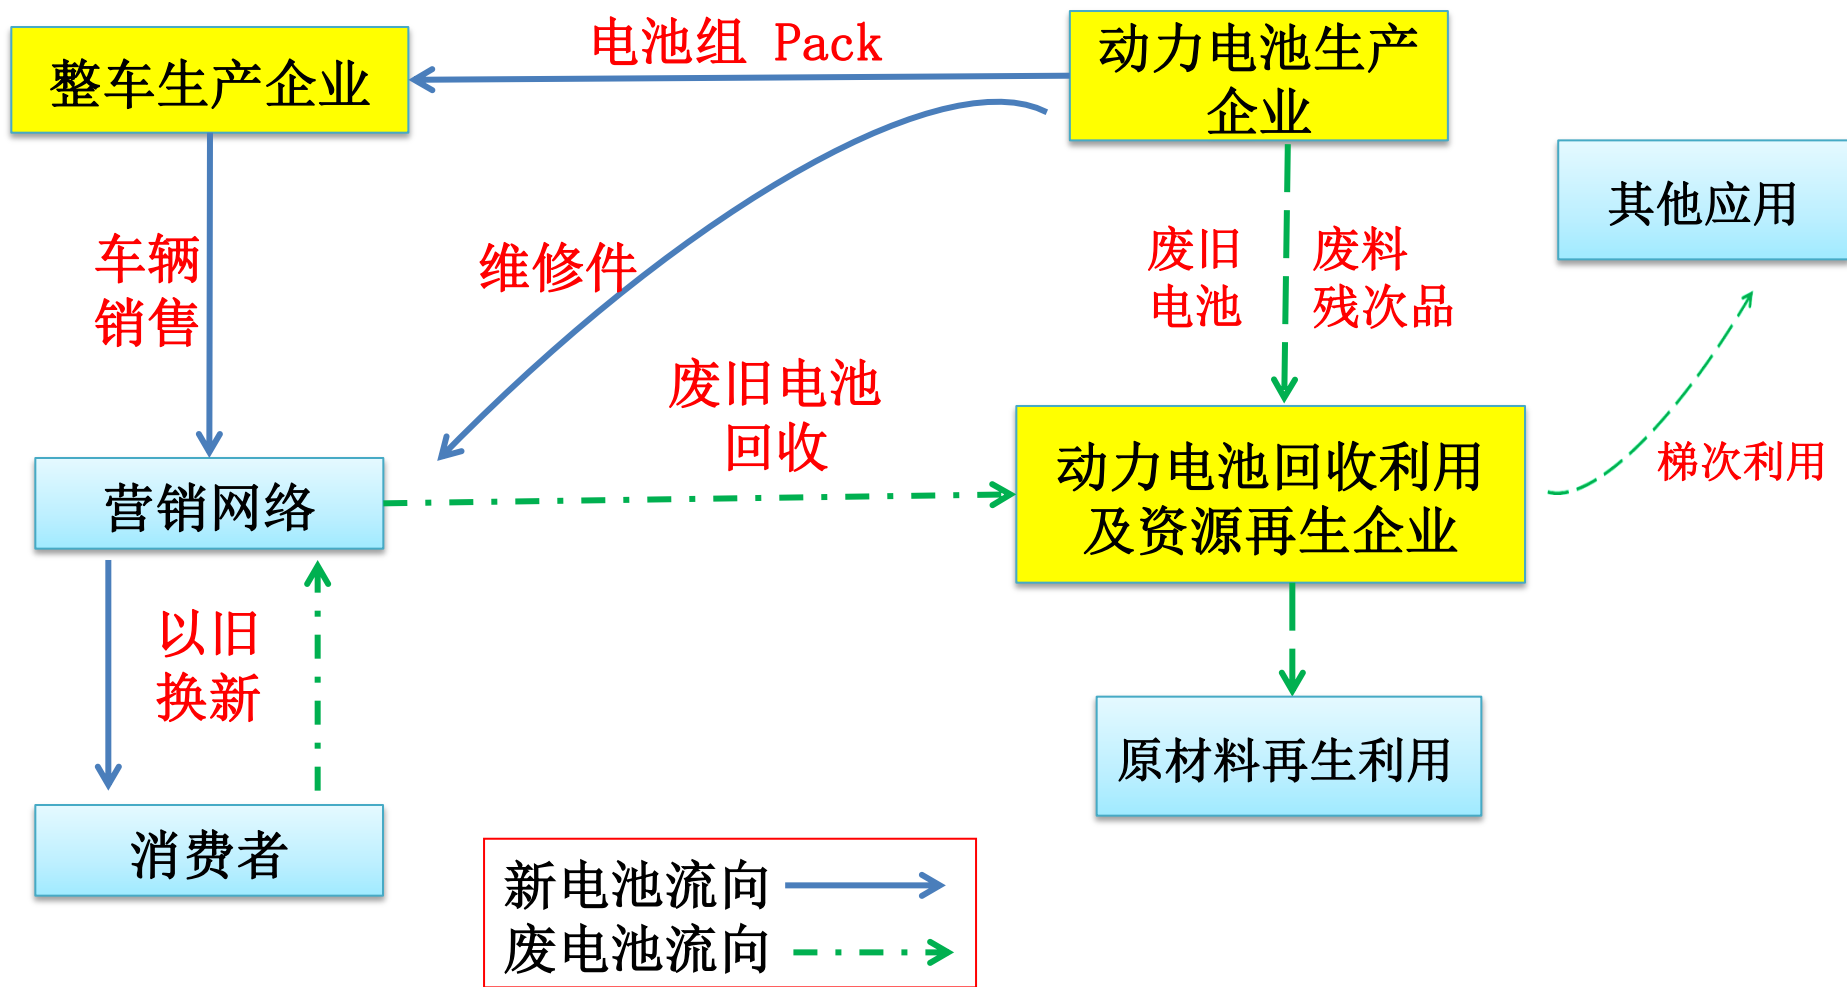 电池组 Pack
整车生产企业
动力电池生产
企业
其他应用
车辆
销售
维修件
废旧
电池
废料
残次品
废旧电池
回收
动力电池回收利用
及资源再生企业
梯次利用
营销网络
以旧
换新
原材料再生利用
消费者
新电池流向
废电池流向